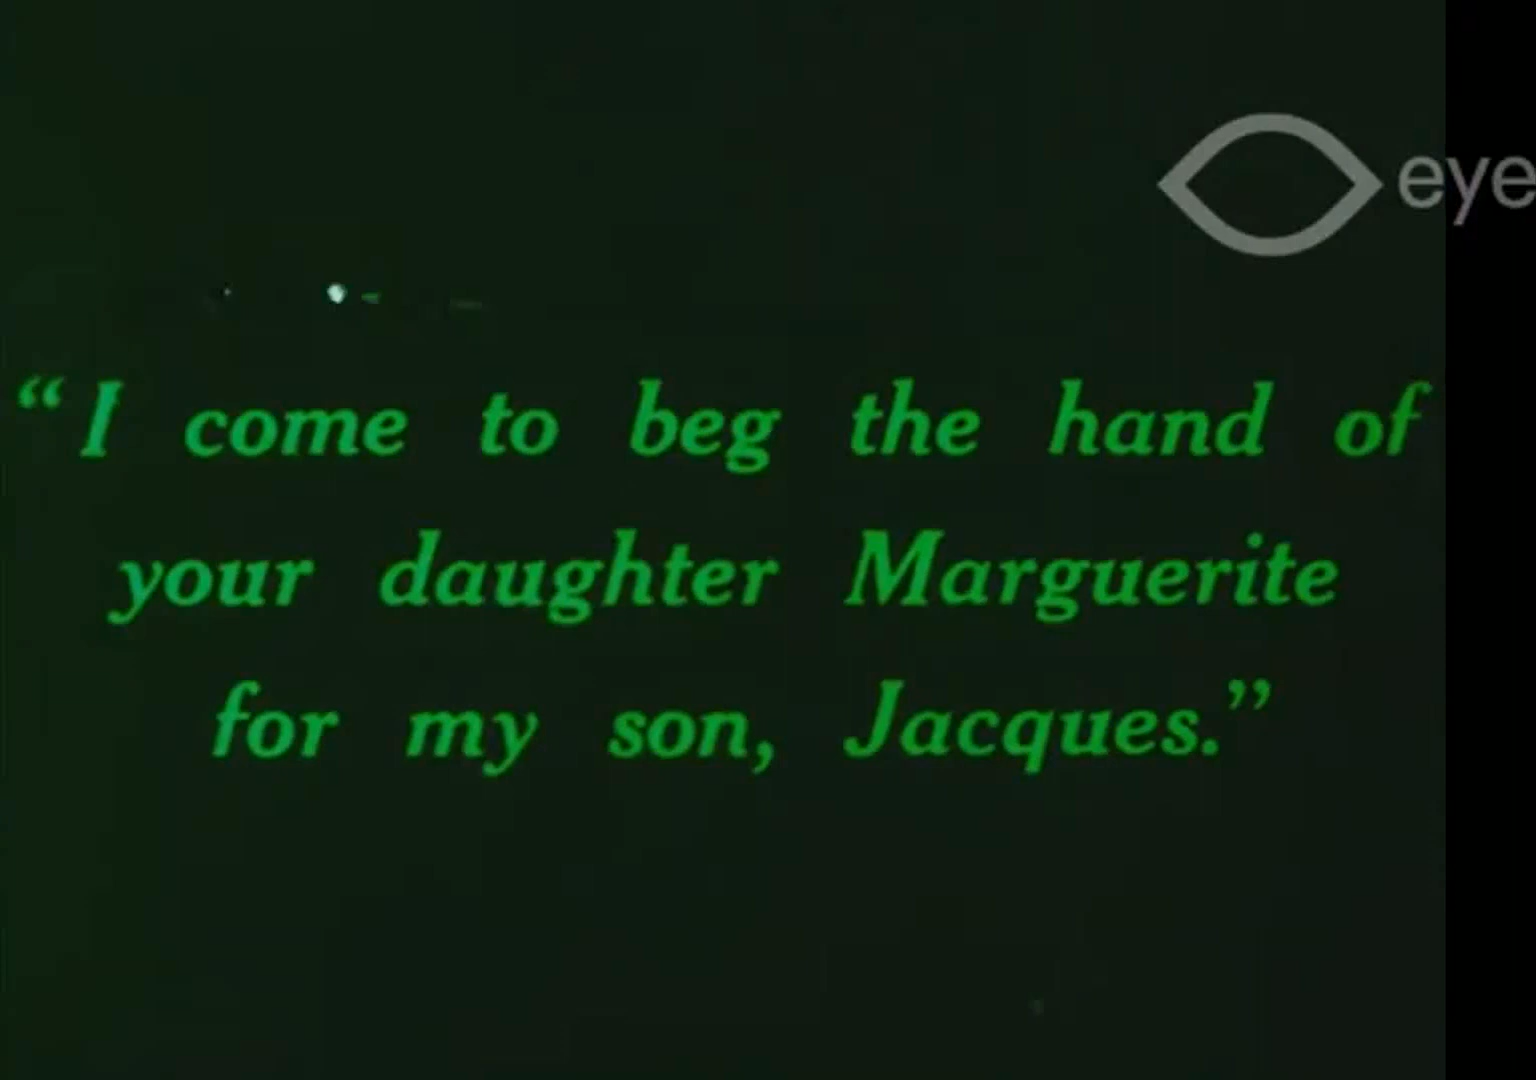 eye
“I come to beg the hand of
your daughter Marguerite
for my son, Jacques.”